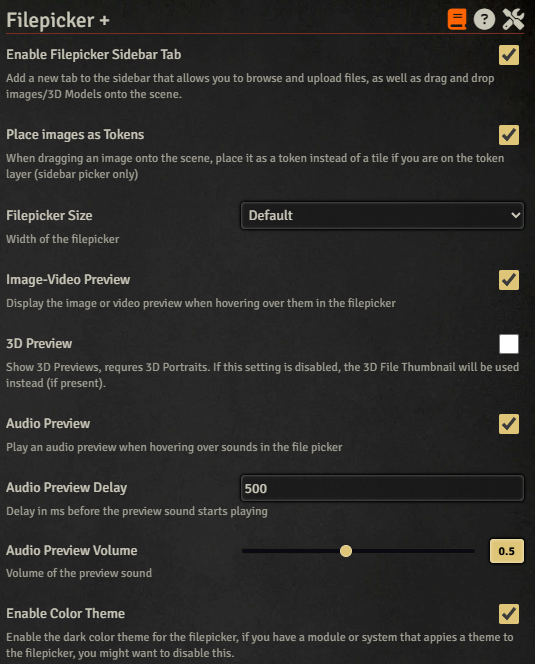 Filepicker +
?
Enable Filepicker Sidebar Tab
Add a new tab to the sidebar that allows you to browse and upload files, as well as drag and drop
images/3D Models onto the scene.
Place images as Tokens
When dragging an image onto the scene, place it as a token instead of a tile if you are on the token
layer (sidebar picker only)
Filepicker Size
Default
Width of the filepicker
Image-Video Preview
Display the image or video preview when hovering over them in the filepicker
3D Preview
Show 3D Previews, requres 3D Portraits. If this setting is disabled, the 3D File Thumbnail will be used
instead (if present).
Audio Preview
Play an audio preview when hovering over sounds in the file picker
Audio Preview Delay
500
Delay in ms before the preview sound starts playing
Audio Preview Volume
0.5
Volume of the preview sound
Enable Color Theme
Enable the dark color theme for the filepicker, if you have a module or system that appies a theme to
the filepicker, you might want to disable this.